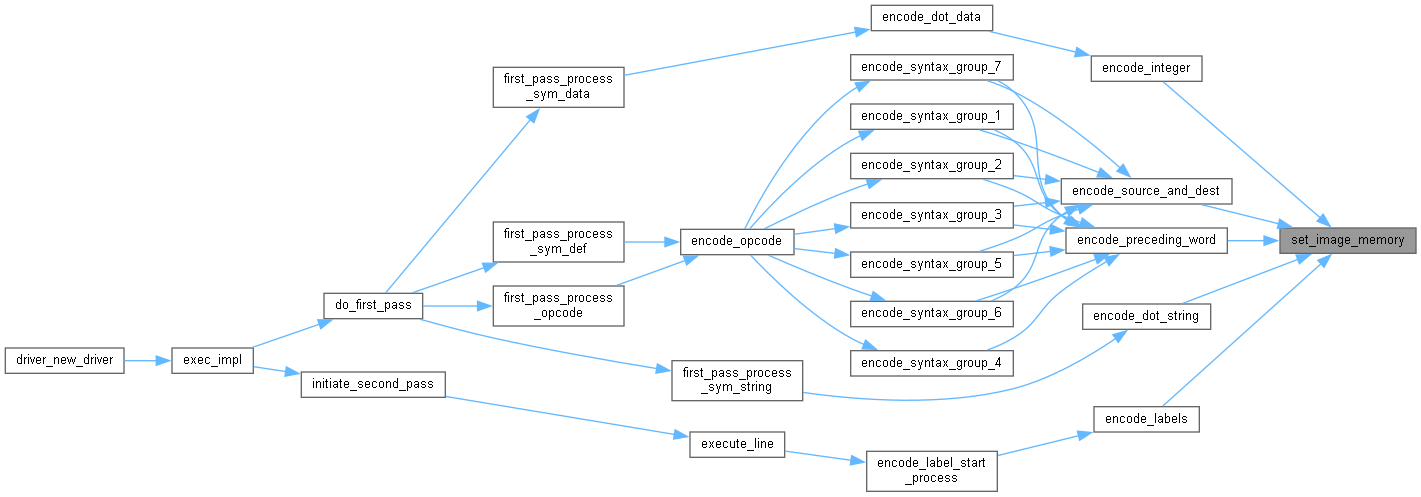 encode_dot_data
encode_integer
encode_syntax_group_7
first_pass_process
_sym_data
encode_syntax_group_1
encode_syntax_group_2
encode_source_and_dest
encode_syntax_group_3
first_pass_process
_sym_def
encode_opcode
encode_preceding_word
set_image_memory
encode_syntax_group_5
first_pass_process
_opcode
do_first_pass
encode_syntax_group_6
encode_dot_string
driver_new_driver
exec_impl
encode_syntax_group_4
initiate_second_pass
first_pass_process
_sym_string
encode_labels
execute_line
encode_label_start
_process